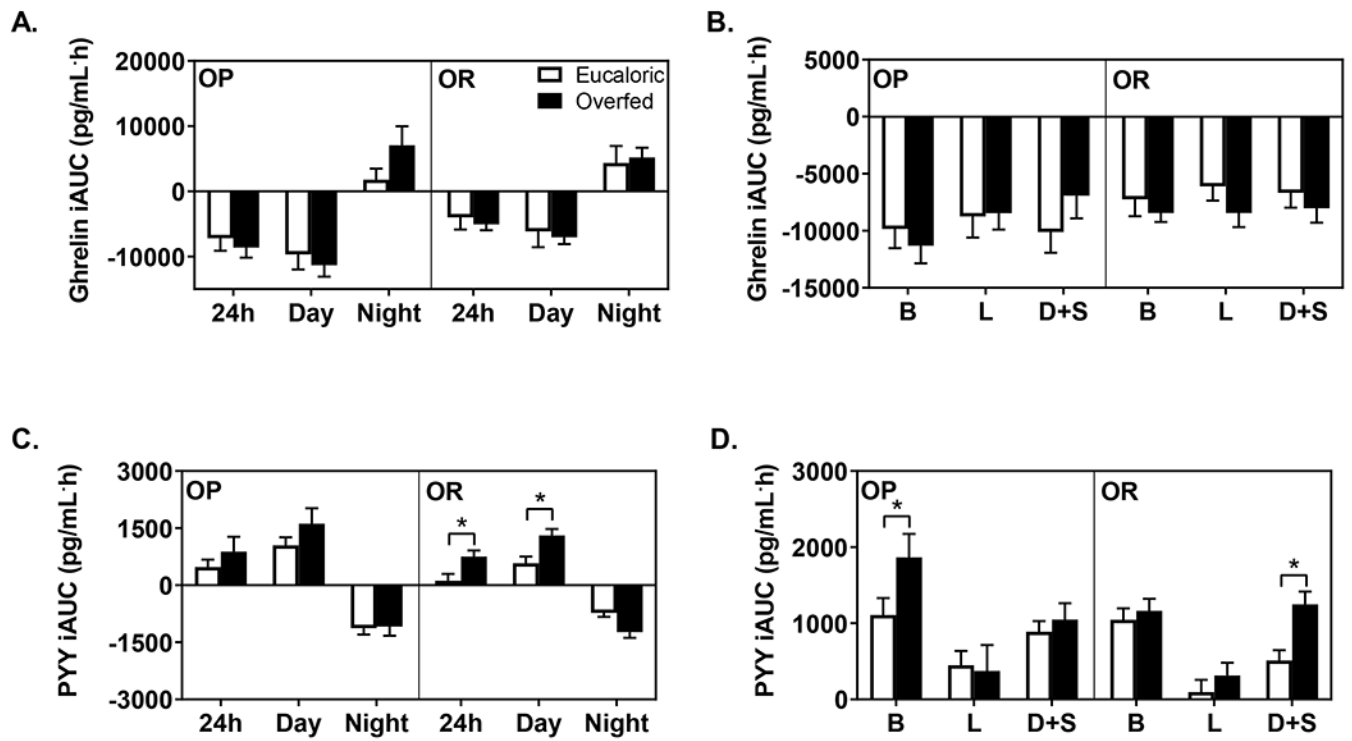 A.
Ghrelin iAUC (pg/mL·h)
20000
10000
0
-10000
OP
OR
Eucaloric
Overfed
24h Day Night 24h Day Night
B.
Ghrelin iAUC (pg/mL·h)
5000
0
-5000
-10000
-15000
OP
OR
B L D+S B L D+S
C.
PYY iAUC (pg/mL·h)
3000
1500
0
-1500
-3000
OP
OR
*
*
24h Day Night 24h Day Night
D.
PYY iAUC (pg/mL·h)
3000
2000
1000
0
OP
OR
*
*
B L D+S B L D+S